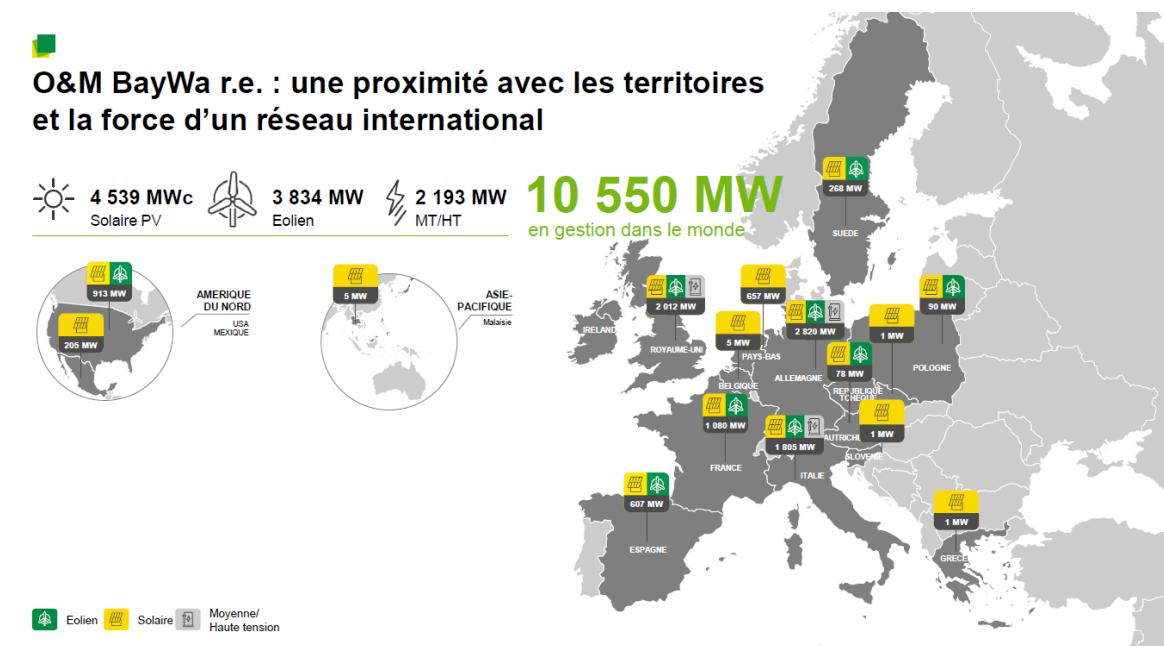 O&M BayWa r.e. : une proximité avec les territoires
et la force d’un réseau international
4 539 MWc
Solaire PV
3 834 MW
Eolien
2 193 MW
MT/HT
10 550 MW
en gestion dans le monde
913 MW
205 MW
AMERIQUE
DU NORD
USA
MEXIQUE
5 MW
ASIE-
PACIFIQUE
Malaisie
268 MW
SUEDE
2 012 MW
IRELAND
ROYAUME-UNI
657 MW
PAYS-BAS
5 MW
BELGIQUE
2 820 MW
ALLEMAGNE
1 MW
90 MW
POLOGNE
78 MW
REPUBLIQUE
TCHEQUE
1 080 MW
FRANCE
1 805 MW
ITALIE
AUTRICHE
1 MW
SLOVENIE
607 MW
ESPAGNE
1 MW
GRECE
Eolien
Solaire
Moyenne/
Haute tension